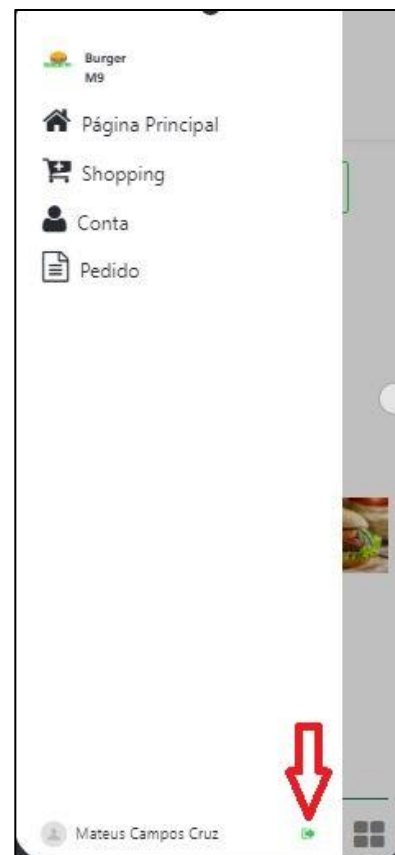 Burger
M9
Página Principal
Shopping
Conta
Pedido
Mateus Campos Cruz